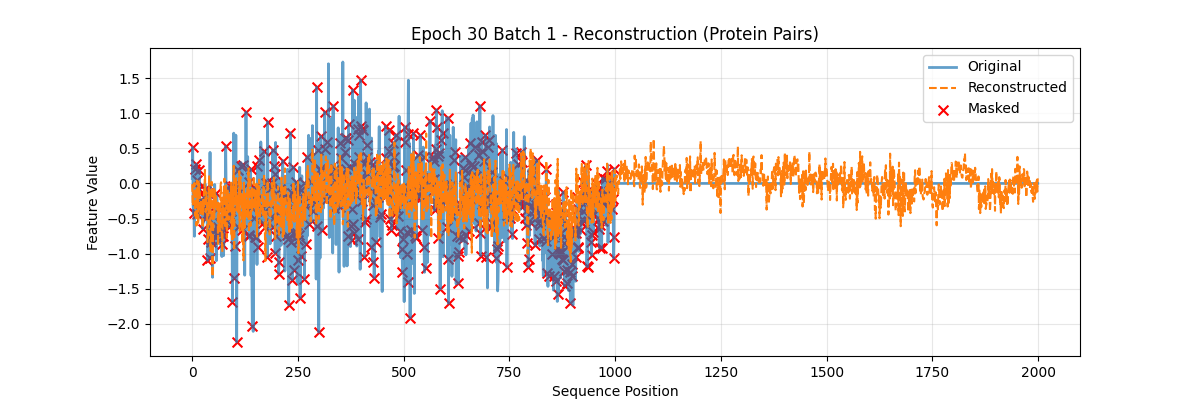 Epoch 30 Batch 1 - Reconstruction (Protein Pairs)
Original
Reconstructed
Masked
Feature Value
1.5
1.0
0.5
0.0
−0.5
−1.0
−1.5
−2.0
0 250 500 750 1000 1250 1500 1750 2000
Sequence Position